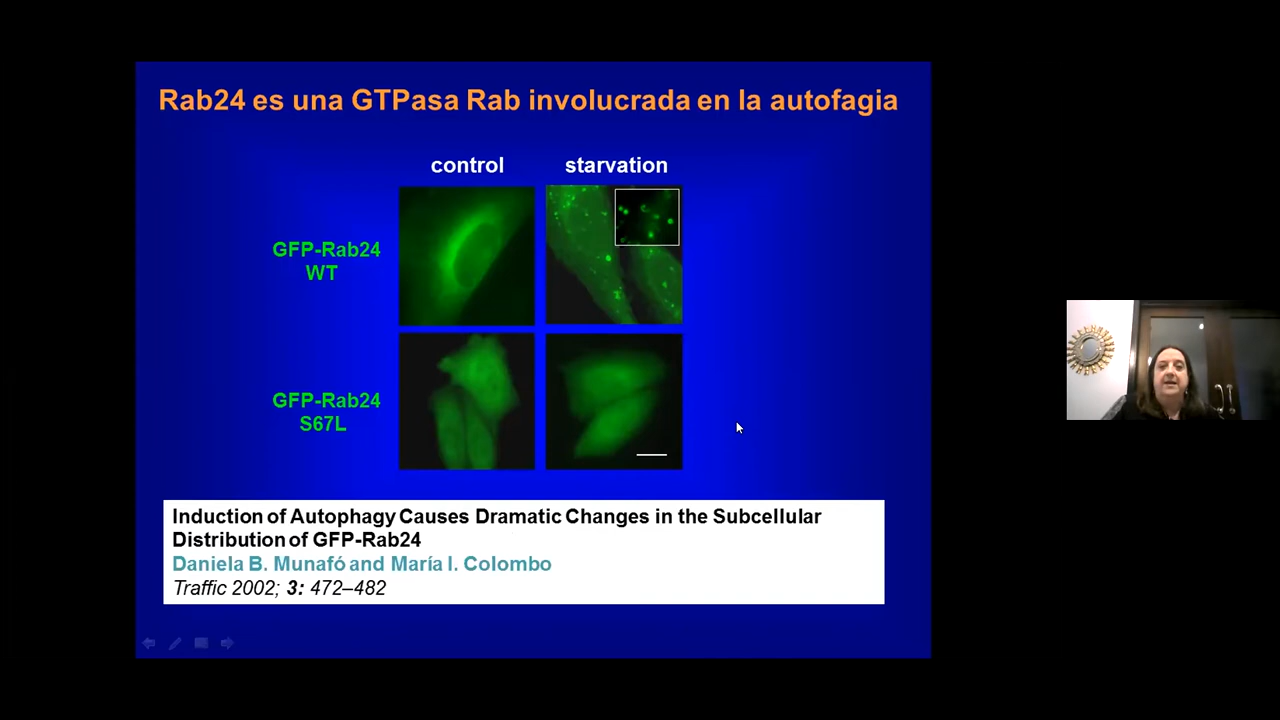 Rab24 es una GTPasa Rab involucrada en la autofagia
control starvation
GFP-Rab24
WT
GFP-Rab24
S67L
Induction of Autophagy Causes Dramatic Changes in the Subcellular
Distribution of GFP-Rab24
Daniela B. Munafó and María I. Colombo
Traffic 2002; 3: 472–482